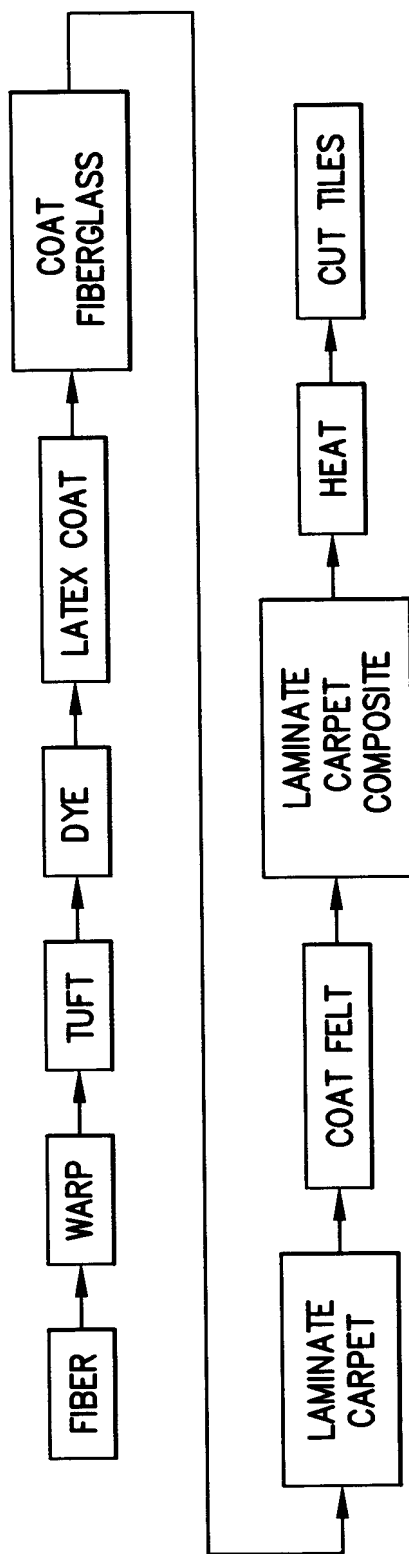 FIBER
WARP
TUFT
DYE
LATEX COAT
COAT
FIBERGLASS
LAMINATE
CARPET
COAT FELT
LAMINATE
CARPET
COMPOSITE
HEAT
CUT TILES